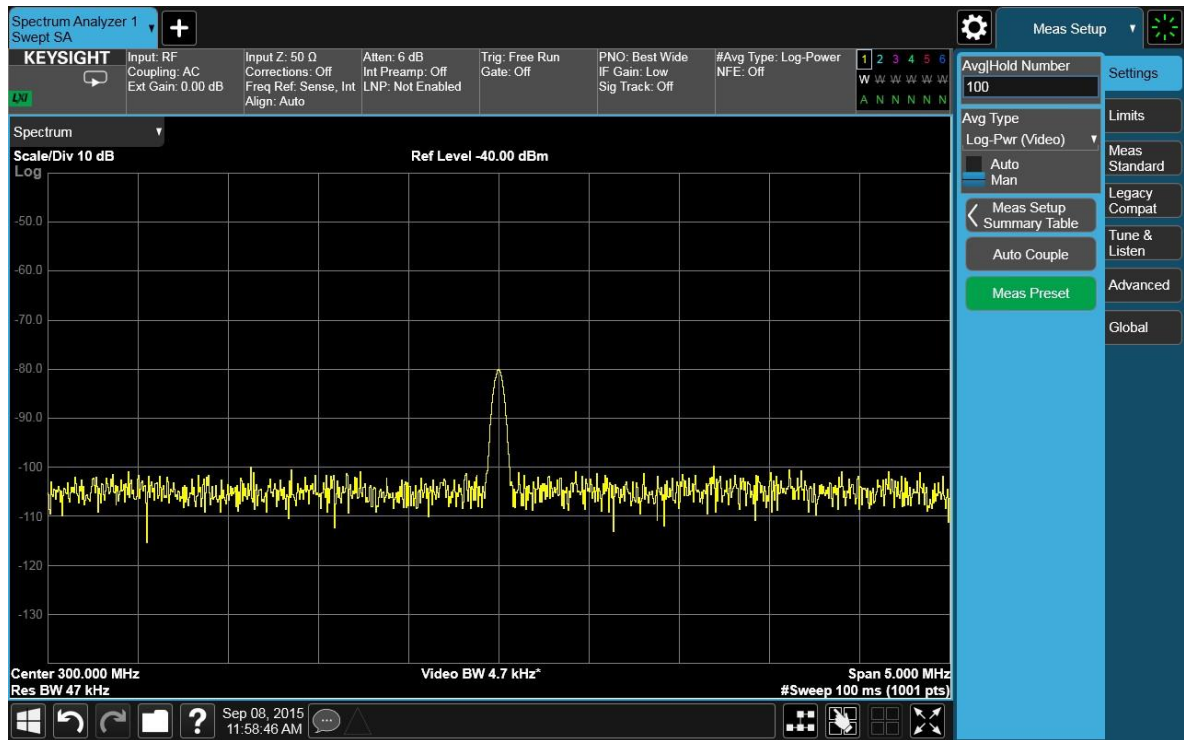 Spectrum Analyzer 1
Swept SA
Meas Setup
KEYSIGHT
LXI
Input: RF
Coupling: AC
Ext Gain: 0.00 dB
Input Z: 50 Ω
Corrections: Off
Freq Ref: Sense, Int
Align: Auto
Atten: 6 dB
Int Preamp: Off
LNP: Not Enabled
Trig: Free Run
Gate: Off
PNO: Best Wide
IF Gain: Low
Sig Track: Off
#Avg Type: Log-Power
NFE: Off
1 2 3 4 5 6
W W W W W W
A N N N N N
Spectrum
Scale/Div 10 dB
Ref Level -40.00 dBm
Log
-50.0
-60.0
-70.0
-80.0
-90.0
-100
-110
-120
-130
Center 300.000 MHz
Video BW 4.7 kHz*
Span 5.000 MHz
Res BW 47 kHz
#Sweep 100 ms (1001 pts)
Avg|Hold Number
100
Avg Type
Log-Pwr (Video)
Auto
Man
Meas Setup
Summary Table
Auto Couple
Meas Preset
Settings
Limits
Meas
Standard
Legacy
Compat
Tune &
Listen
Advanced
Global
?
Sep 08, 2015
11:58:46 AM